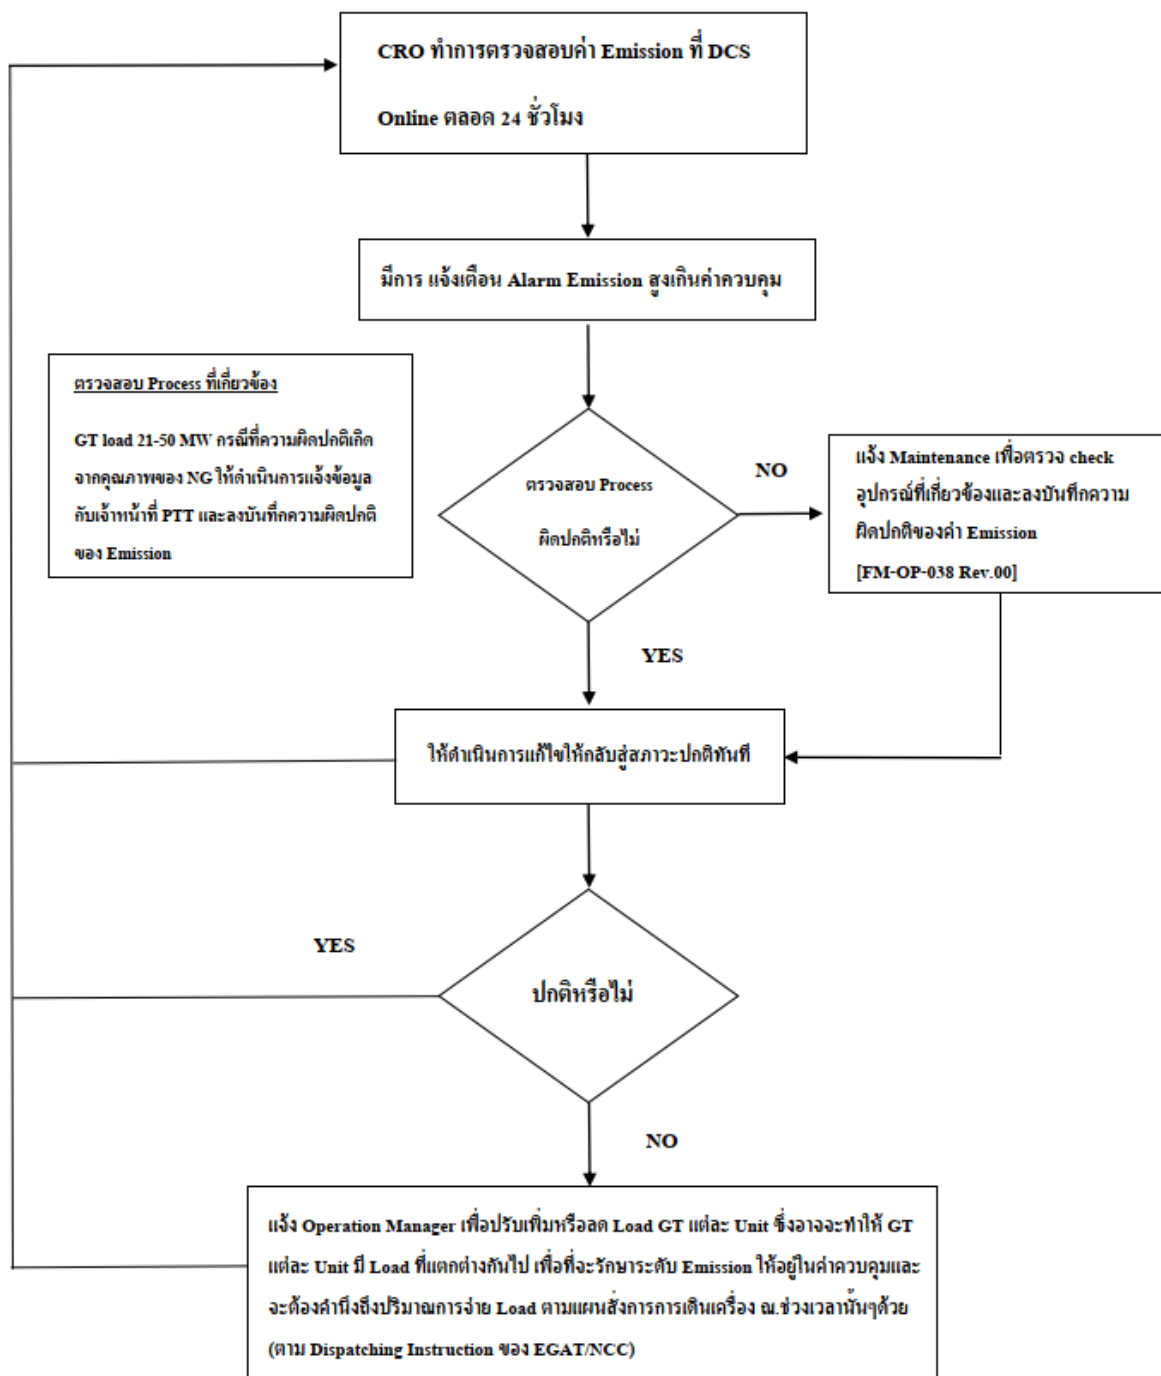 CRO ทำการตรวจสอบค่า Emission ที่ DCS
Online ตลอด 24 ชั่วโมง
มีการ แจ้งเตือน Alarm Emission สูงเกินค่าควบคุม
ตรวจสอบ Process ที่เกี่ยวข้อง
GT load 21-50 MW กรณีที่ความผิดปกติเกิด
จากคุณภาพของ NG ให้ดำเนินการแจ้งข้อมูล
กับเจ้าหน้าที่ PTT และลงบันทึกความผิดปกติ
ของ Emission
ตรวจสอบ Process
ผิดปกติหรือไม่
NO
แจ้ง Maintenance เพื่อตรวจ check
อุปกรณ์ที่เกี่ยวข้องและลงบันทึกความ
ผิดปกติของค่า Emission
[FM-OP-038 Rev.00]
YES
ให้ดำเนินการแก้ไขให้กลับสู่สภาวะปกติทันที
YES
ปกติหรือไม่
NO
แจ้ง Operation Manager เพื่อปรับเพิ่มหรือลด Load GT แต่ละ Unit ซึ่งอาจจะทำให้ GT
แต่ละ Unit มี Load ที่แตกต่างกันไป เพื่อที่จะรักษาระดับ Emission ให้อยู่ในค่าควบคุมและ
จะต้องคำนึงถึงปริมาณการจ่าย Load ตามแผนสั่งการการเดินเครื่อง ณ.ช่วงเวลานั้นๆด้วย
(ตาม Dispatching Instruction ของ EGAT/NCC)